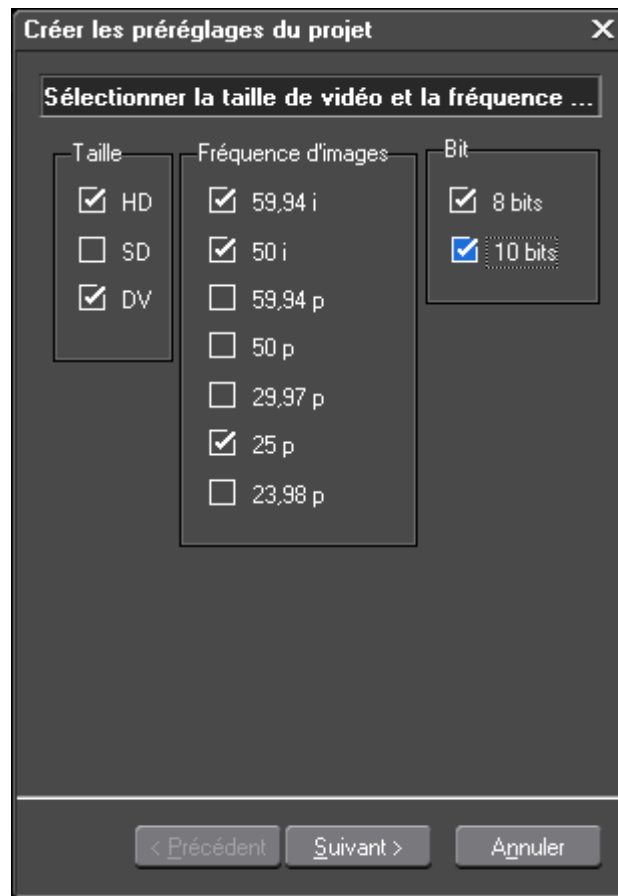 Créer les préréglages du projet
Sélectionner la taille de vidéo et la fréquence ...
Taille
HD
SD
DV
Fréquence d'images
59,94 i
50 i
59,94 p
50 p
29,97 p
25 p
23,98 p
Bit
8 bits
10 bits
< Précédent
Suivant >
Annuler